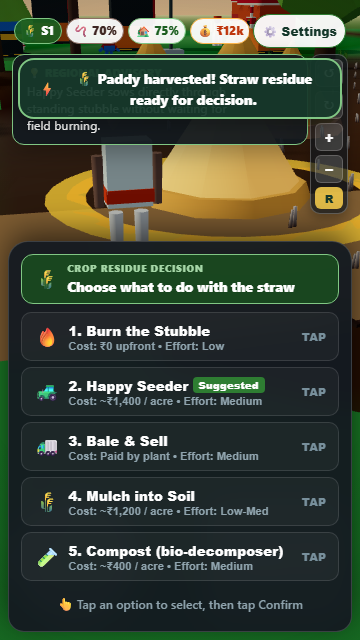 S1
70%
75%
₹12k
Settings
Paddy harvested! Straw residue
ready for decision.
field burning.
+
−
R
CROP RESIDUE DECISION
Choose what to do with the straw
1. Burn the Stubble
Cost: ₹0 upfront • Effort: Low
TAP
2. Happy Seeder Suggested
Cost: ~₹1,400 / acre • Effort: Medium
TAP
3. Bale & Sell
Cost: Paid by plant • Effort: Medium
TAP
4. Mulch into Soil
Cost: ~₹1,200 / acre • Effort: Low-Med
TAP
5. Compost (bio-decomposer)
Cost: ~₹400 / acre • Effort: Medium
TAP
Tap an option to select, then tap Confirm